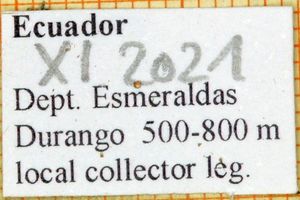 Ecuador
XI 2021
Dept. Esmeraldas
Durango 500-800 m
local collector leg.